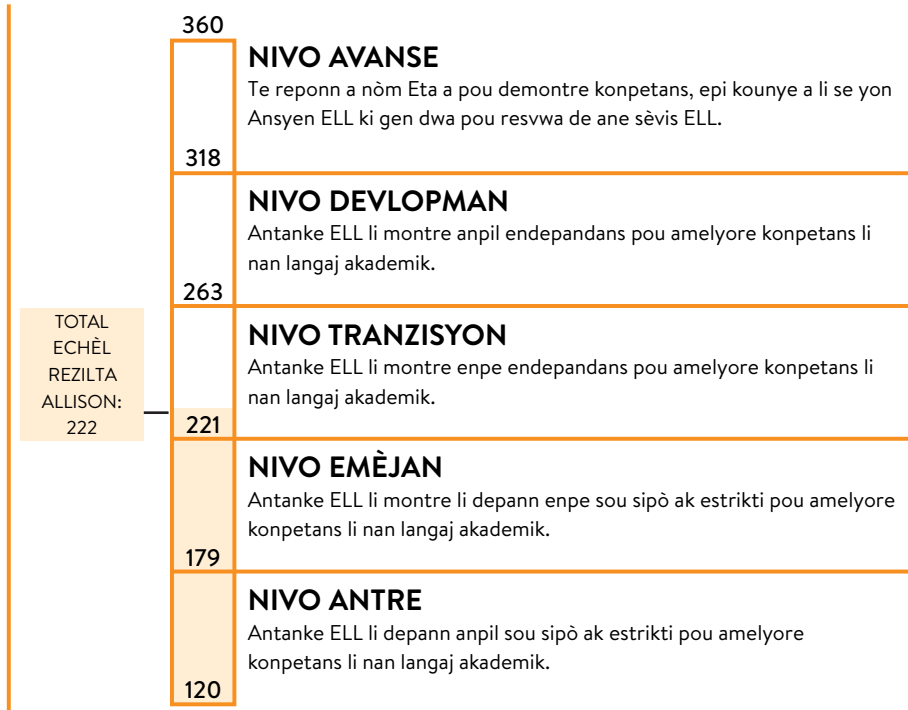 360
NIVO AVANSE
Te reponn a nòm Eta a pou demontre konpetans, epi kounye a li se yon
Ansyen ELL ki gen dwa pou resvwa de ane sèvis ELL.
318
NIVO DEVLOPMAN
Antanke ELL li montre anpil endepandans pou amelyore konpetans li
nan langaj akademik.
263
TOTAL
ECHÈL
REZILTA
ALLISON:
222
NIVO TRANZISYON
Antanke ELL li montre enpe endepandans pou amelyore konpetans li
nan langaj akademik.
221
NIVO EMÈJAN
Antanke ELL li montre li depann enpe sou sipò ak estrikti pou amelyore
konpetans li nan langaj akademik.
179
NIVO ANTRE
Antanke ELL li depann anpil sou sipò ak estrikti pou amelyore
konpetans li nan langaj akademik.
120